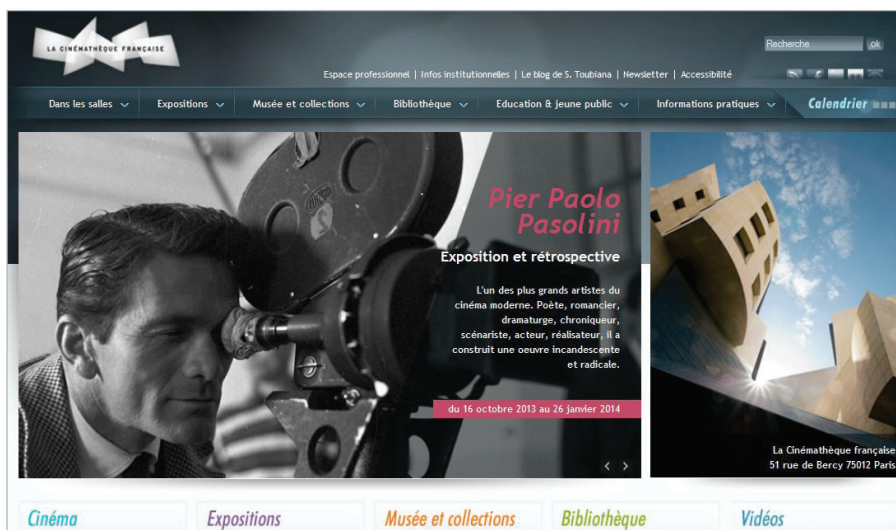 LA CINÉMATHÈQUE FRANÇAISE
Recherche ok
Espace professionnel | Infos institutionnelles | Le blog de S. Toubiana | Newsletter | Accessibilité
Dans les salles Expositions Musée et collections Bibliothèque Education & jeune public Informations pratiques Calendrier
Pier Paolo
Pasolini
Exposition et rétrospective
L'un des plus grands artistes du
cinéma moderne. Poète, romancier,
dramaturge, chroniqueur,
scénariste, acteur, réalisateur, il a
construit une oeuvre incandescente
et radicale.
du 16 octobre 2013 au 26 janvier 2014
La Cinémathèque française
51 rue de Bercy 75012 Paris
Cinéma Expositions Musée et collections Bibliothèque Vidéos